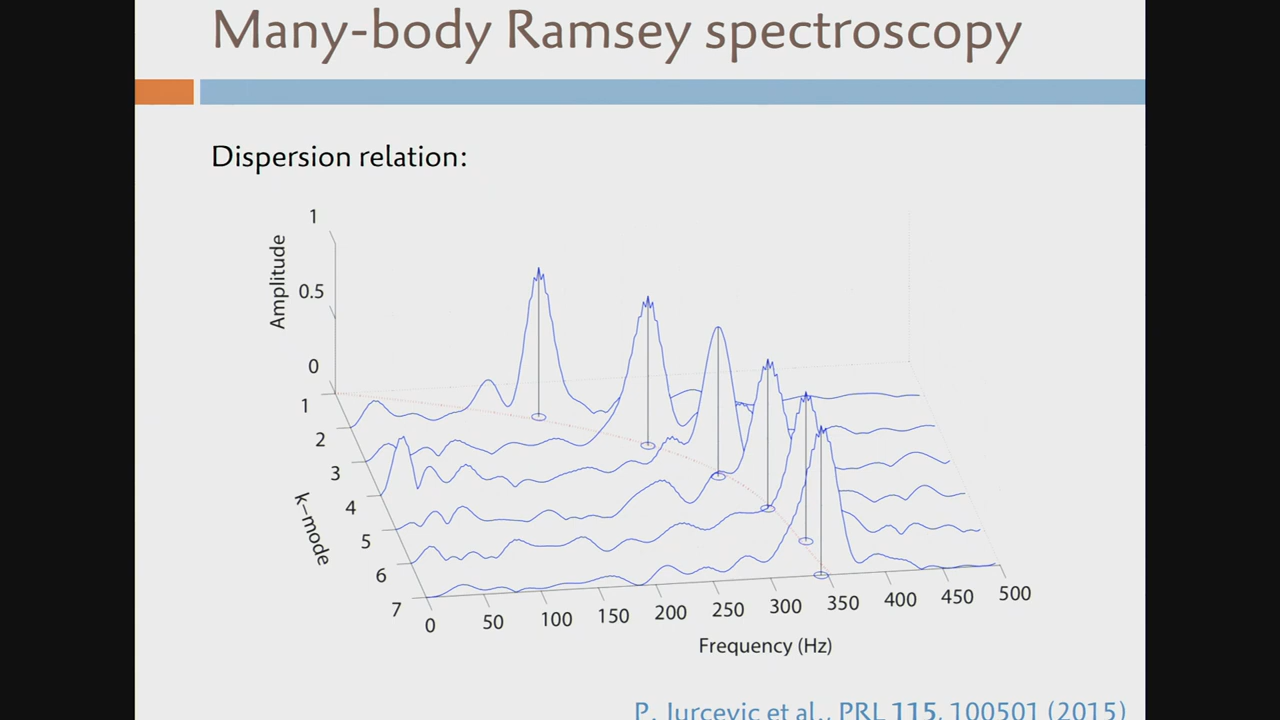 Many-body Ramsey spectroscopy
Dispersion relation:
Amplitude
1
0.5
0
1
2
3
4
5
6
7
k-mode
0 50 100 150 200 250 300 350 400 450 500
Frequency (Hz)
P. Jurcevic et al., PRL 115, 100501 (2015)